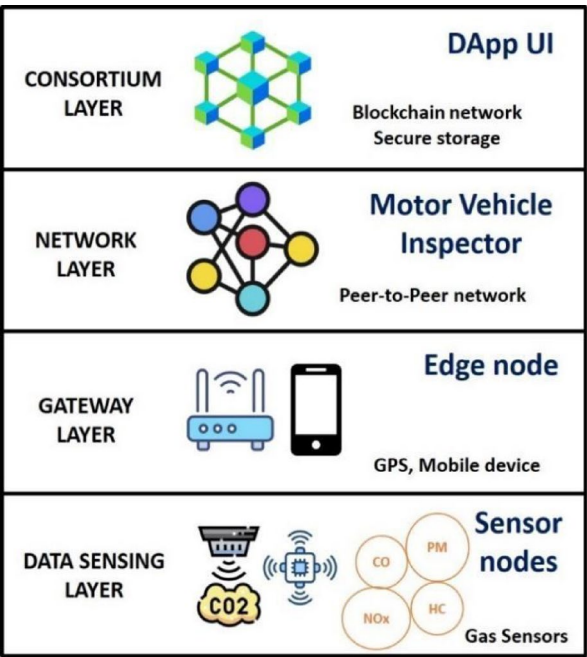 CONSORTIUM
LAYER
DApp UI
Blockchain network
Secure storage
NETWORK
LAYER
Motor Vehicle
Inspector
Peer-to-Peer network
GATEWAY
LAYER
Edge node
GPS, Mobile device
DATA SENSING
LAYER
CO2
CO
PM
NOx
HC
Sensor
nodes
Gas Sensors